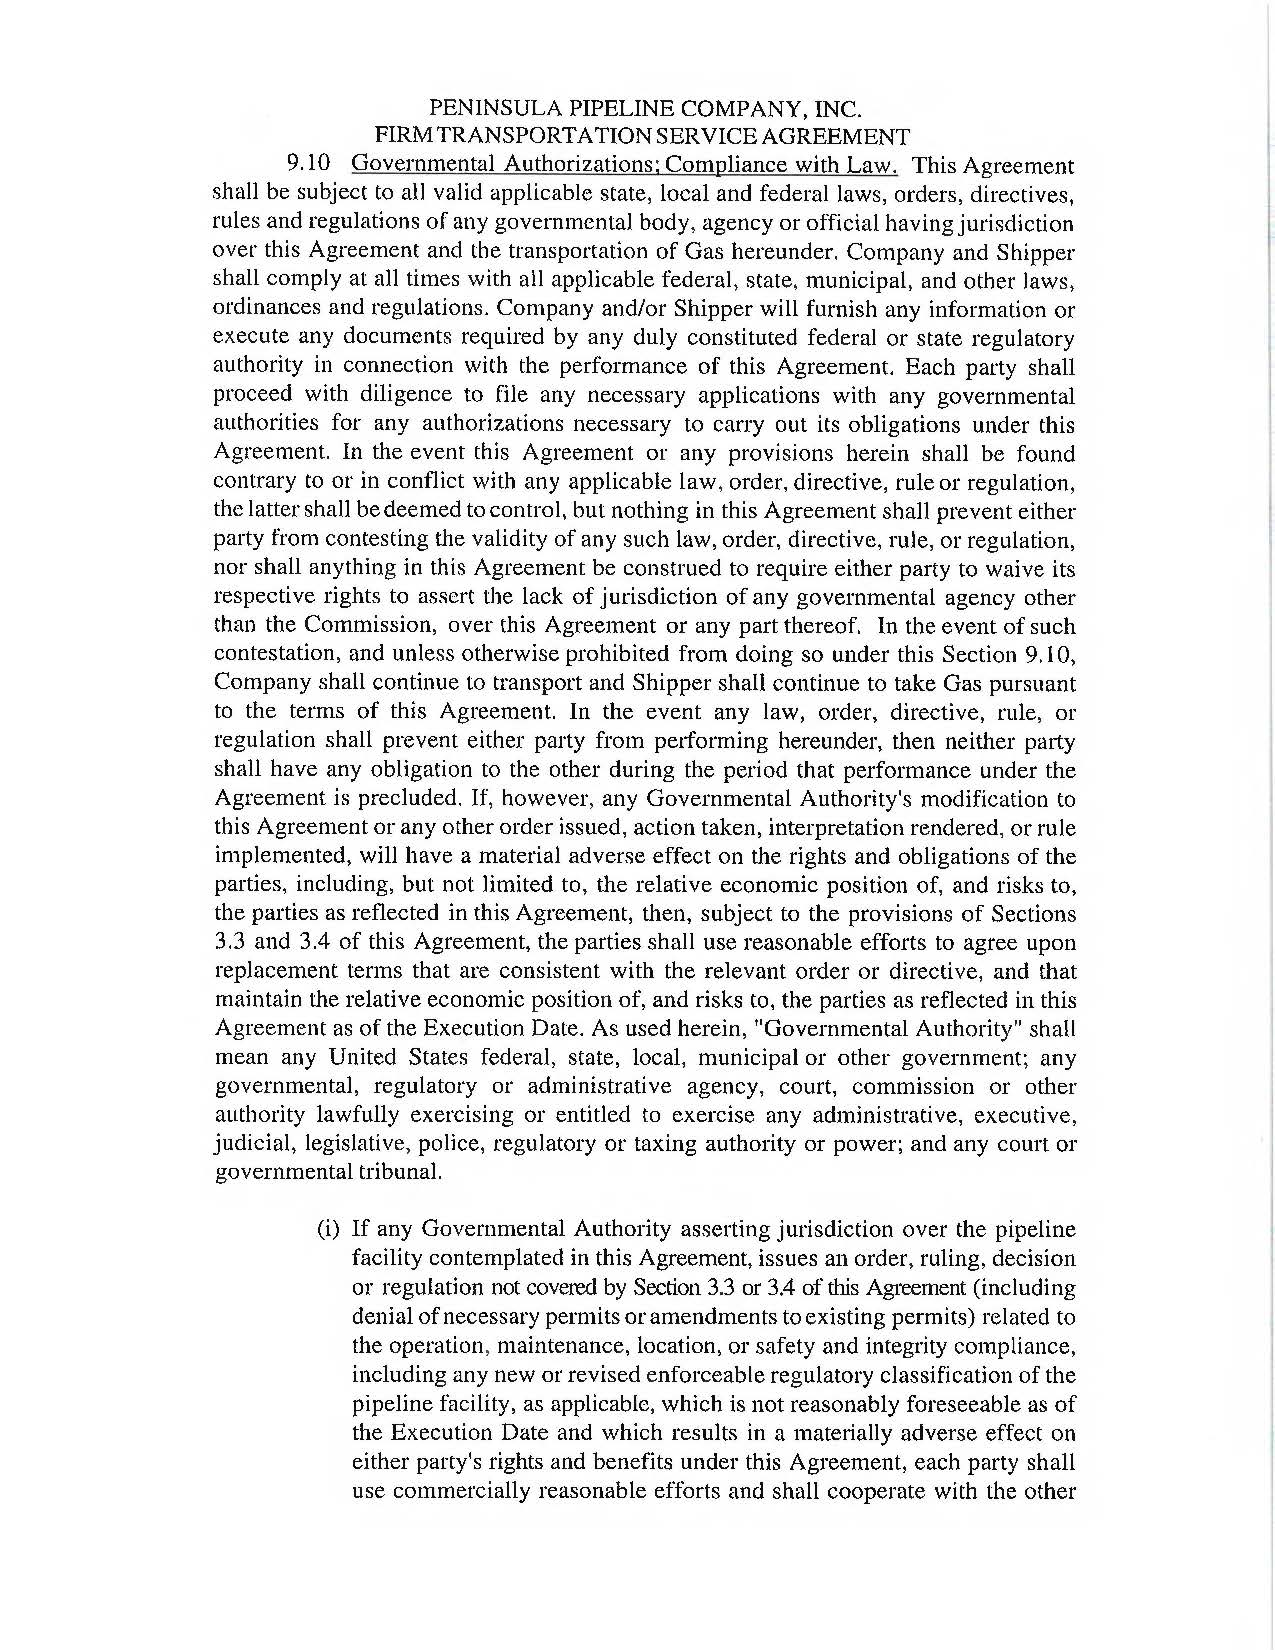 PENINSULA PIPELINE COMPANY, INC.
FIRM TRANSPORTATION SERVICE AGREEMENT
9.10 Governmental Authorizations; Compliance with Law. This Agreement
shall be subject to all valid applicable state, local and federal laws, orders, directives,
rules and regulations of any governmental body, agency or official having jurisdiction
over this Agreement and the transportation of Gas hereunder. Company and Shipper
shall comply at all times with all applicable federal, state, municipal, and other laws,
ordinances and regulations. Company and/or Shipper will furnish any information or
execute any documents required by any duly constituted federal or state regulatory
authority in connection with the performance of this Agreement. Each party shall
proceed with diligence to file any necessary applications with any governmental
authorities for any authorizations necessary to carry out its obligations under this
Agreement. In the event this Agreement or any provisions herein shall be found
contrary to or in conflict with any applicable law, order, directive, rule or regulation,
the latter shall be deemed to control, but nothing in this Agreement shall prevent either
party from contesting the validity of any such law, order, directive, rule, or regulation,
nor shall anything in this Agreement be construed to require either party to waive its
respective rights to assert the lack of jurisdiction of any governmental agency other
than the Commission, over this Agreement or any part thereof. In the event of such
contestation, and unless otherwise prohibited from doing so under this Section 9.10,
Company shall continue to transport and Shipper shall continue to take Gas pursuant
to the terms of this Agreement. In the event any law, order, directive, rule, or
regulation shall prevent either party from performing hereunder, then neither party
shall have any obligation to the other during the period that performance under the
Agreement is precluded. If, however, any Governmental Authority's modification to
this Agreement or any other order issued, action taken, interpretation rendered, or rule
implemented, will have a material adverse effect on the rights and obligations of the
parties, including, but not limited to, the relative economic position of, and risks to,
the parties as reflected in this Agreement, then, subject to the provisions of Sections
3.3 and 3.4 of this Agreement, the parties shall use reasonable efforts to agree upon
replacement terms that are consistent with the relevant order or directive, and that
maintain the relative economic position of, and risks to, the parties as reflected in this
Agreement as of the Execution Date. As used herein, "Governmental Authority" shall
mean any United States federal, state, local, municipal or other government; any
governmental, regulatory or administrative agency, court, commission or other
authority lawfully exercising or entitled to exercise any administrative, executive,
judicial, legislative, police, regulatory or taxing authority or power; and any court or
governmental tribunal.
(i) If any Governmental Authority asserting jurisdiction over the pipeline
facility contemplated in this Agreement, issues an order, ruling, decision
or regulation not covered by Section 3.3 or 3.4 of this Agreement (including
denial of necessary permits or amendments to existing permits) related to
the operation, maintenance, location, or safety and integrity compliance,
including any new or revised enforceable regulatory classification of the
pipeline facility, as applicable, which is not reasonably foreseeable as of
the Execution Date and which results in a materially adverse effect on
either party's rights and benefits under this Agreement, each party shall
use commercially reasonable efforts and shall cooperate with the other